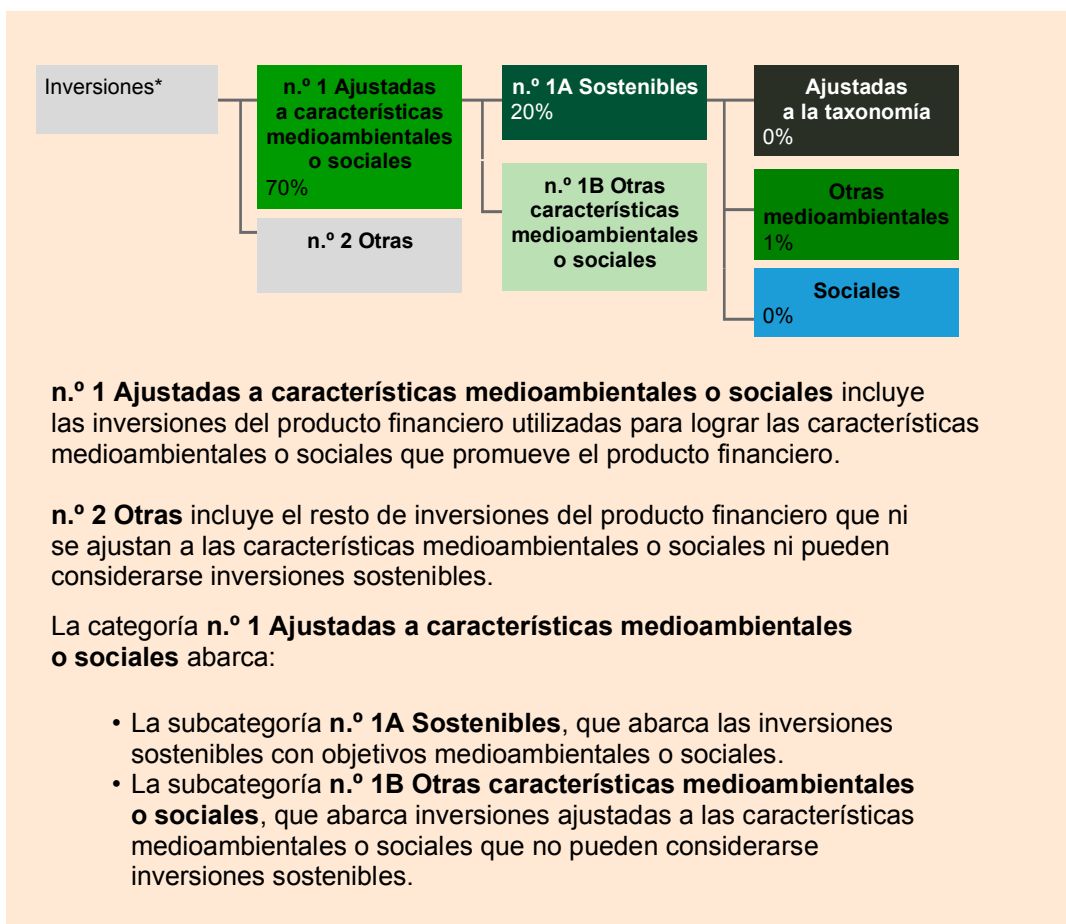 Inversiones*
n.º 1 Ajustadas
a características
medioambientales
o sociales
70%
n.º 2 Otras
n.º 1A Sostenibles
20%
n.º 1B Otras
características
medioambientales
o sociales
Ajustadas
a la taxonomía
0%
Otras
medioambientales
1%
Sociales
0%
n.º 1 Ajustadas a características medioambientales o sociales incluye
las inversiones del producto financiero utilizadas para lograr las características
medioambientales o sociales que promueve el producto financiero.
n.º 2 Otras incluye el resto de inversiones del producto financiero que ni
se ajustan a las características medioambientales o sociales ni pueden
considerarse inversiones sostenibles.
La categoría n.º 1 Ajustadas a características medioambientales
o sociales abarca:
• La subcategoría n.º 1A Sostenibles, que abarca las inversiones
sostenibles con objetivos medioambientales o sociales.
• La subcategoría n.º 1B Otras características medioambientales
o sociales, que abarca inversiones ajustadas a las características
medioambientales o sociales que no pueden considerarse
inversiones sostenibles.